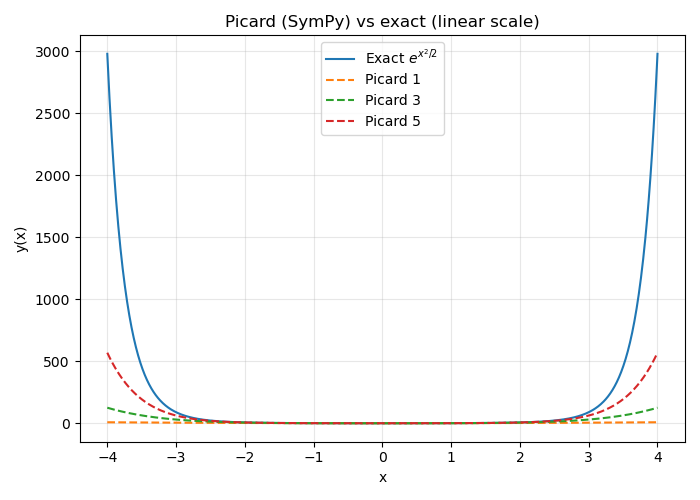 Picard (SymPy) vs exact (linear scale)
Exact $e^{x^2/2}$
Picard 1
Picard 3
Picard 5
y(x)
3000
2500
2000
1500
1000
500
0
−4 −3 −2 −1 0 1 2 3 4
x